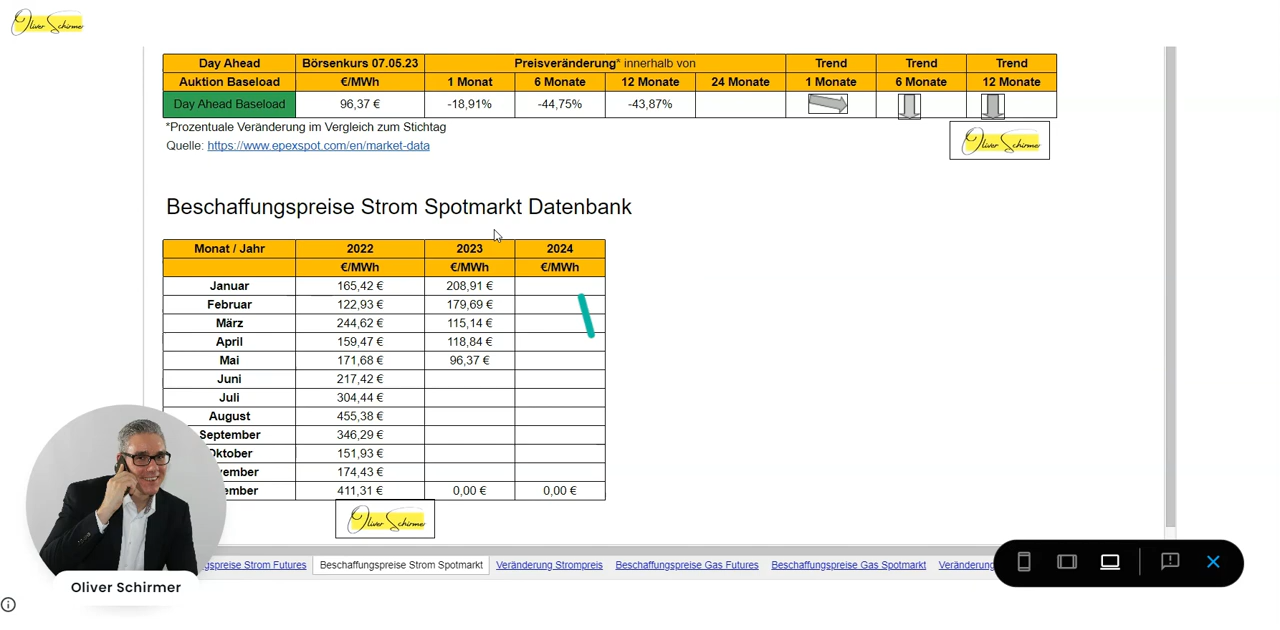 Oliver Schirmer
Day Ahead Börsenkurs 07.05.23 Preisveränderung* innerhalb von Trend Trend Trend
Auktion Baseload €/MWh 1 Monat 6 Monate 12 Monate 24 Monate 1 Monate 6 Monate 12 Monate
Day Ahead Baseload 96,37 € -18,91% -44,75% -43,87%
*Prozentuale Veränderung im Vergleich zum Stichtag
Quelle: https://www.epexspot.com/en/market-data
Oliver Schirmer
Beschaffungspreise Strom Spotmarkt Datenbank
Monat / Jahr 2022 2023 2024
€/MWh €/MWh €/MWh
Januar 165,42 € 208,91 €
Februar 122,93 € 179,69 €
März 244,62 € 115,14 €
April 159,47 € 118,84 €
Mai 171,68 € 96,37 €
Juni 217,42 €
Juli 304,44 €
August 455,38 €
September 346,29 €
Oktober 151,93 €
vember 174,43 €
ember 411,31 € 0,00 € 0,00 €
Oliver Schirmer
gspreise Strom Futures Beschaffungspreise Strom Spotmarkt Veränderung Strompreis Beschaffungspreise Gas Futures Beschaffungspreise Gas Spotmarkt Veränderung
Oliver Schirmer